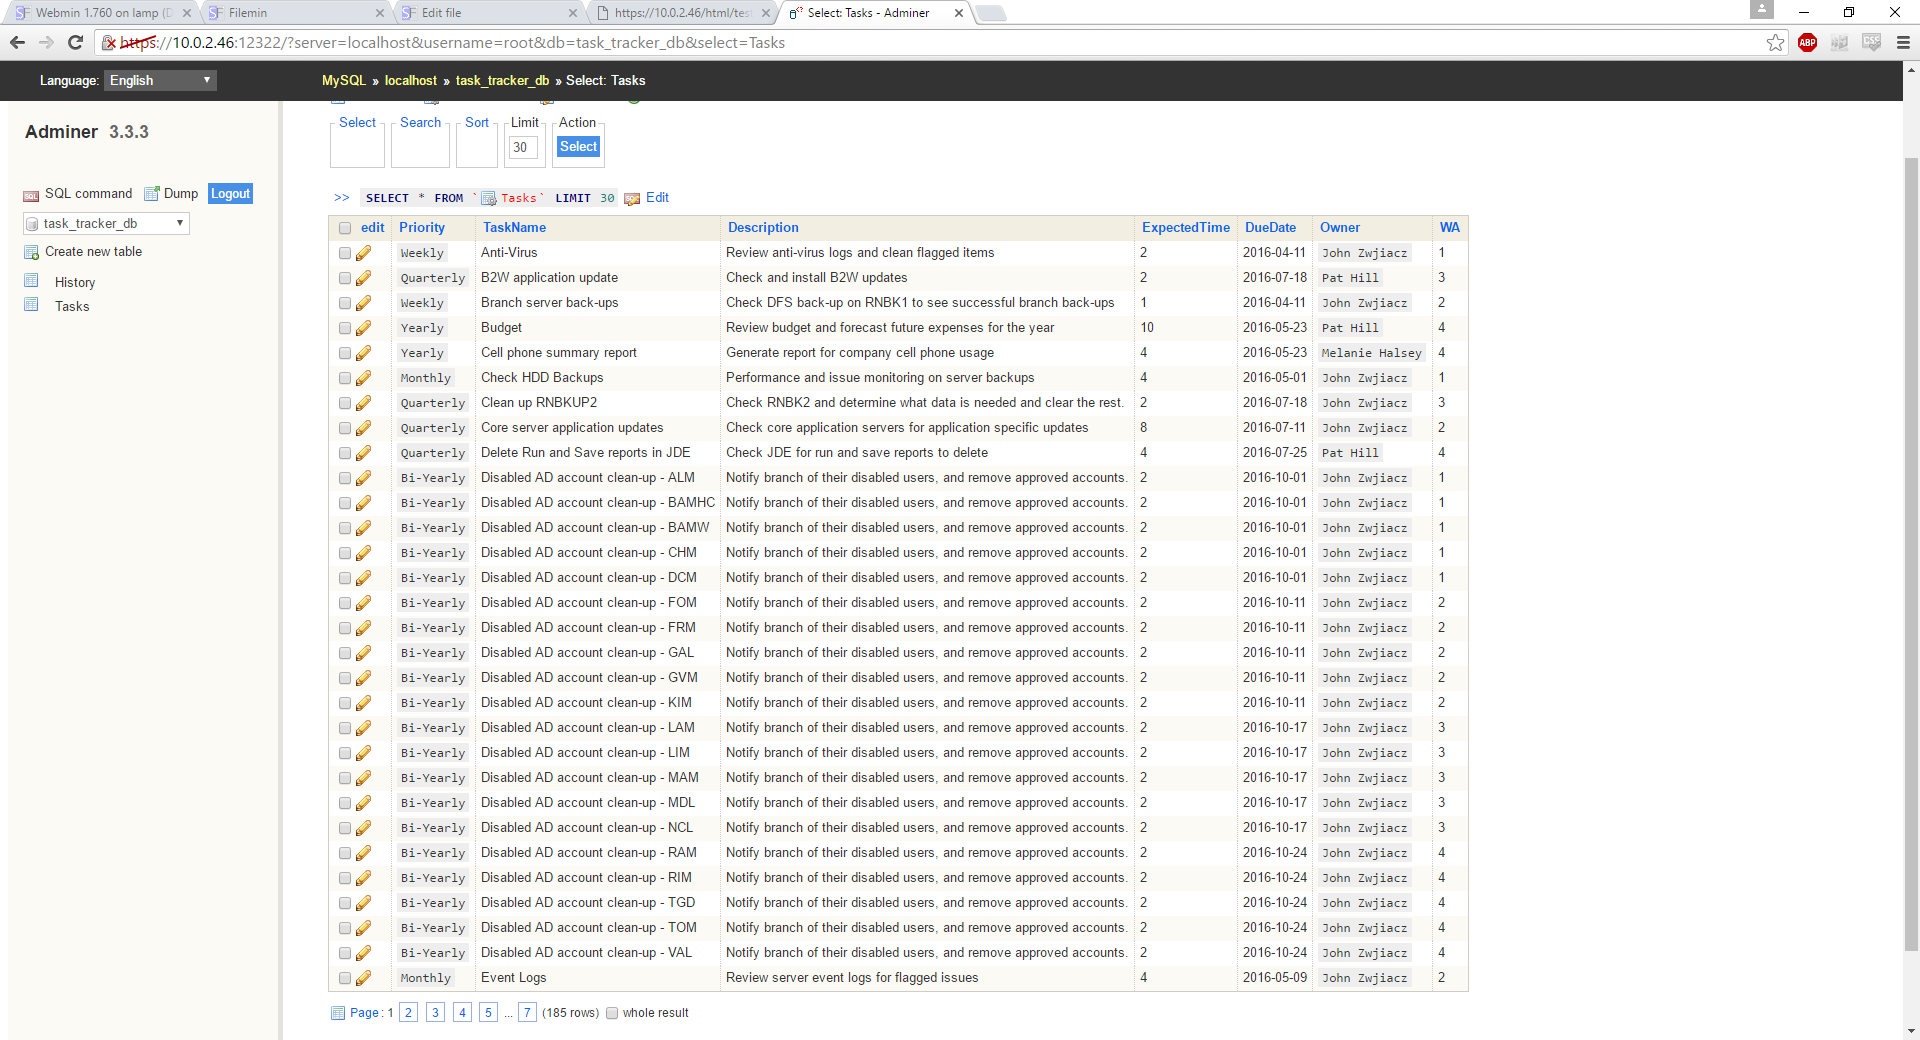 Webmin 1.760 on lamp (D
Filemin
Edit file
https://10.0.2.46/html/tes
Select: Tasks - Adminer
https://10.0.2.46:12322/?server=localhost&username=root&db=task_tracker_db&select=Tasks
ABP
CSS
Language: English
MySQL » localhost » task_tracker_db » Select: Tasks
Adminer 3.3.3
SQL command Dump Logout
task_tracker_db
Create new table
History
Tasks
Select Search Sort Limit Action
30 Select
>> SELECT * FROM `Tasks` LIMIT 30 Edit
edit Priority TaskName Description ExpectedTime DueDate Owner WA
Weekly Anti-Virus Review anti-virus logs and clean flagged items 2 2016-04-11 John Zwjiacz 1
Quarterly B2W application update Check and install B2W updates 2 2016-07-18 Pat Hill 3
Weekly Branch server back-ups Check DFS back-up on RNBK1 to see successful branch back-ups 1 2016-04-11 John Zwjiacz 2
Yearly Budget Review budget and forecast future expenses for the year 10 2016-05-23 Pat Hill 4
Yearly Cell phone summary report Generate report for company cell phone usage 4 2016-05-23 Melanie Halsey 4
Monthly Check HDD Backups Performance and issue monitoring on server backups 4 2016-05-01 John Zwjiacz 1
Quarterly Clean up RNBKUP2 Check RNBK2 and determine what data is needed and clear the rest. 2 2016-07-18 John Zwjiacz 3
Quarterly Core server application updates Check core application servers for application specific updates 8 2016-07-11 John Zwjiacz 2
Quarterly Delete Run and Save reports in JDE Check JDE for run and save reports to delete 4 2016-07-25 Pat Hill 4
Bi-Yearly Disabled AD account clean-up - ALM Notify branch of their disabled users, and remove approved accounts. 2 2016-10-01 John Zwjiacz 1
Bi-Yearly Disabled AD account clean-up - BAMHC Notify branch of their disabled users, and remove approved accounts. 2 2016-10-01 John Zwjiacz 1
Bi-Yearly Disabled AD account clean-up - BAMW Notify branch of their disabled users, and remove approved accounts. 2 2016-10-01 John Zwjiacz 1
Bi-Yearly Disabled AD account clean-up - CHM Notify branch of their disabled users, and remove approved accounts. 2 2016-10-01 John Zwjiacz 1
Bi-Yearly Disabled AD account clean-up - DCM Notify branch of their disabled users, and remove approved accounts. 2 2016-10-01 John Zwjiacz 1
Bi-Yearly Disabled AD account clean-up - FOM Notify branch of their disabled users, and remove approved accounts. 2 2016-10-11 John Zwjiacz 2
Bi-Yearly Disabled AD account clean-up - FRM Notify branch of their disabled users, and remove approved accounts. 2 2016-10-11 John Zwjiacz 2
Bi-Yearly Disabled AD account clean-up - GAL Notify branch of their disabled users, and remove approved accounts. 2 2016-10-11 John Zwjiacz 2
Bi-Yearly Disabled AD account clean-up - GVM Notify branch of their disabled users, and remove approved accounts. 2 2016-10-11 John Zwjiacz 2
Bi-Yearly Disabled AD account clean-up - KIM Notify branch of their disabled users, and remove approved accounts. 2 2016-10-11 John Zwjiacz 2
Bi-Yearly Disabled AD account clean-up - LAM Notify branch of their disabled users, and remove approved accounts. 2 2016-10-17 John Zwjiacz 3
Bi-Yearly Disabled AD account clean-up - LIM Notify branch of their disabled users, and remove approved accounts. 2 2016-10-17 John Zwjiacz 3
Bi-Yearly Disabled AD account clean-up - MAM Notify branch of their disabled users, and remove approved accounts. 2 2016-10-17 John Zwjiacz 3
Bi-Yearly Disabled AD account clean-up - MDL Notify branch of their disabled users, and remove approved accounts. 2 2016-10-17 John Zwjiacz 3
Bi-Yearly Disabled AD account clean-up - NCL Notify branch of their disabled users, and remove approved accounts. 2 2016-10-17 John Zwjiacz 3
Bi-Yearly Disabled AD account clean-up - RAM Notify branch of their disabled users, and remove approved accounts. 2 2016-10-24 John Zwjiacz 4
Bi-Yearly Disabled AD account clean-up - RIM Notify branch of their disabled users, and remove approved accounts. 2 2016-10-24 John Zwjiacz 4
Bi-Yearly Disabled AD account clean-up - TGD Notify branch of their disabled users, and remove approved accounts. 2 2016-10-24 John Zwjiacz 4
Bi-Yearly Disabled AD account clean-up - TOM Notify branch of their disabled users, and remove approved accounts. 2 2016-10-24 John Zwjiacz 4
Bi-Yearly Disabled AD account clean-up - VAL Notify branch of their disabled users, and remove approved accounts. 2 2016-10-24 John Zwjiacz 4
Monthly Event Logs Review server event logs for flagged issues 4 2016-05-09 John Zwjiacz 2
Page: 1 2 3 4 5 ... 7 (185 rows) whole result